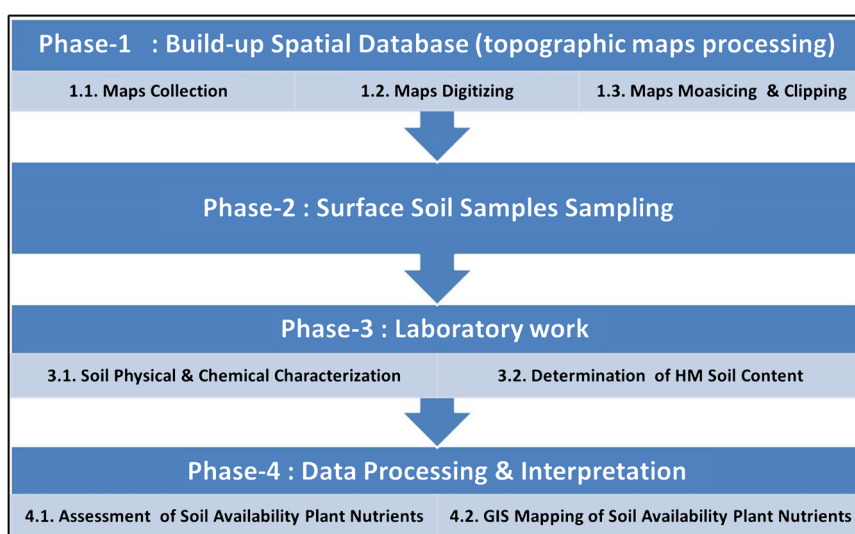 Phase-1 : Build-up Spatial Database (topographic maps processing)
1.1. Maps Collection
1.2. Maps Digitizing
1.3. Maps Moasicing & Clipping
Phase-2 : Surface Soil Samples Sampling
Phase-3 : Laboratory work
3.1. Soil Physical & Chemical Characterization
3.2. Determination of HM Soil Content
Phase-4 : Data Processing & Interpretation
4.1. Assessment of Soil Availability Plant Nutrients
4.2. GIS Mapping of Soil Availability Plant Nutrients